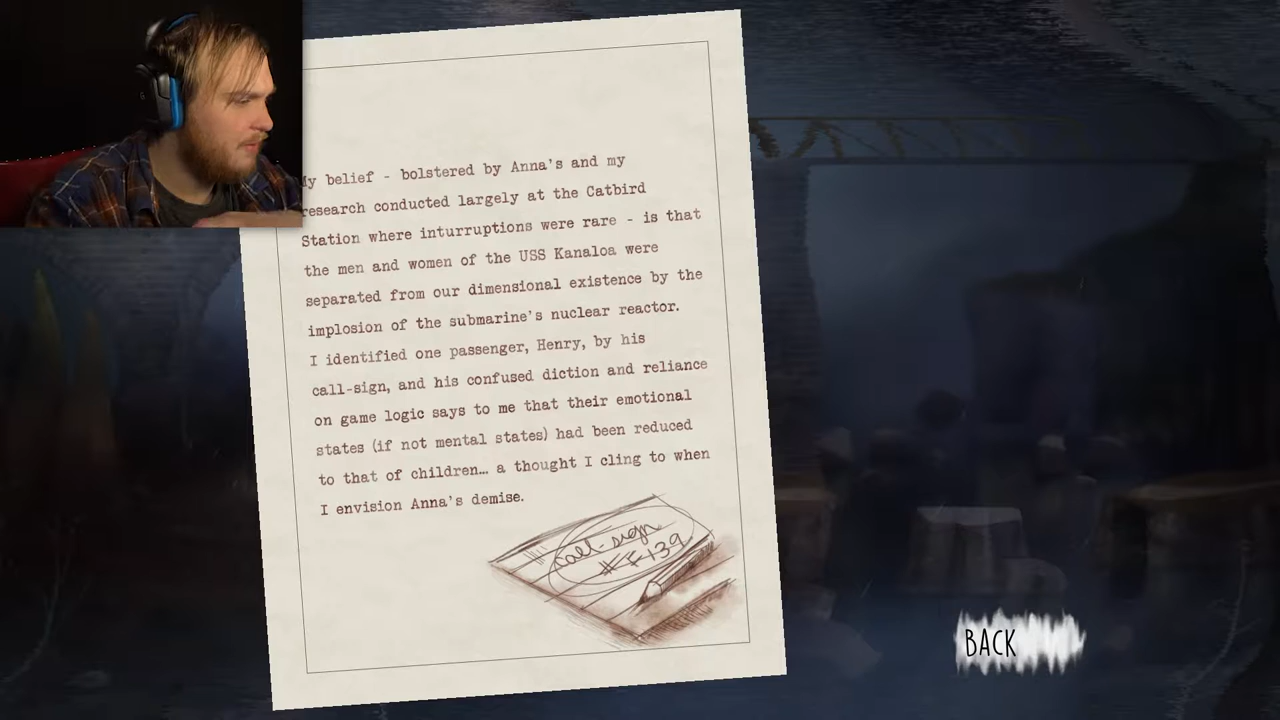 My belief - bolstered by Anna's and my
research conducted largely at the Catbird
Station where inturruptions were rare - is that
the men and women of the USS Kanaloa were
separated from our dimensional existence by the
implosion of the submarine's nuclear reactor.
I identified one passenger, Henry, by his
call-sign, and his confused diction and reliance
on game logic says to me that their emotional
states (if not mental states) had been reduced
to that of children… a thought I cling to when
I envision Anna's demise.
Call-sign
#F139
BACK